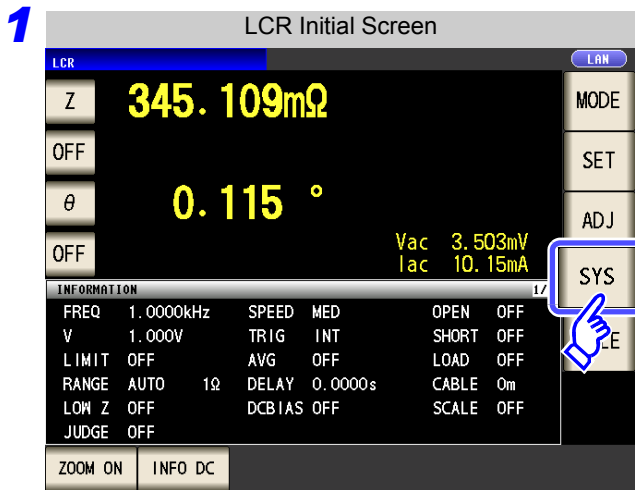 1
LCR Initial Screen
LCR LAN
Z 345.109mΩ MODE
OFF SET
θ 0.115 ° ADJ
OFF Vac 3.503mV
Iac 10.15mA SYS
INFORMATION 1/
FREQ 1.0000kHz SPEED MED OPEN OFF
V 1.000V TRIG INT SHORT OFF
LIMIT OFF AVG OFF LOAD OFF
RANGE AUTO 1Ω DELAY 0.0000s CABLE 0m
LOW Z OFF DCBIAS OFF SCALE OFF
JUDGE OFF
ZOOM ON INFO DC